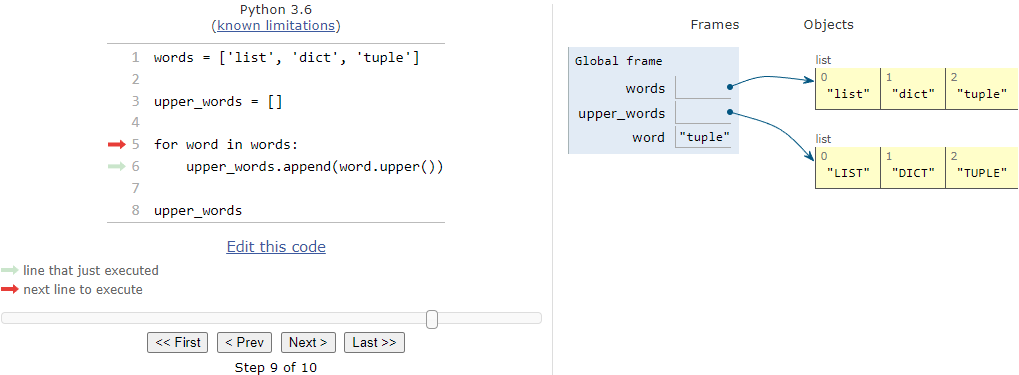 Python 3.6
(known limitations)
1 words = ['list', 'dict', 'tuple']
2
3 upper_words = []
4
5 for word in words:
6     upper_words.append(word.upper())
7
8 upper_words
Edit this code
line that just executed
next line to execute
<< First < Prev Next > Last >>
Step 9 of 10
Frames Objects
Global frame
words
upper_words
word "tuple"
list
0 1 2
"list" "dict" "tuple"
list
0 1 2
"LIST" "DICT" "TUPLE"